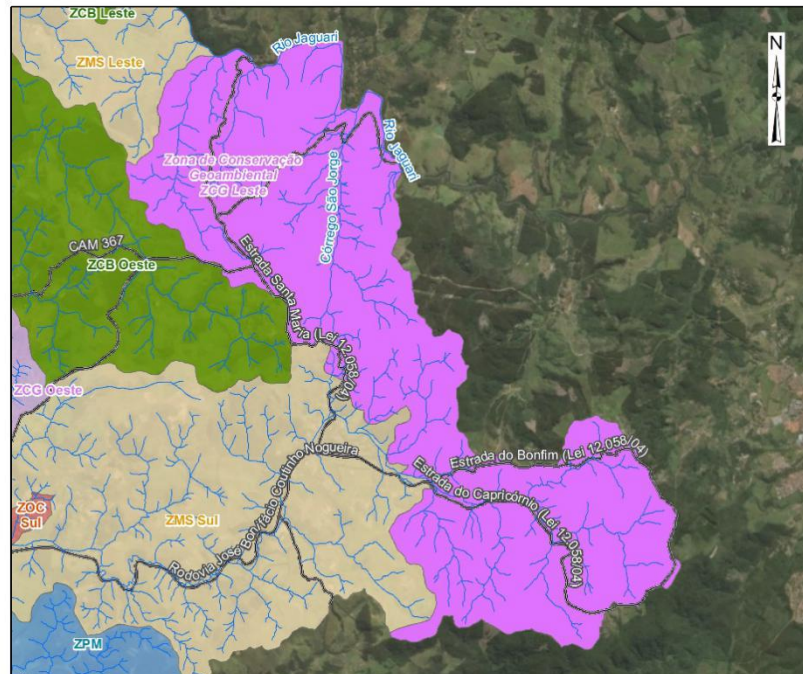 ZCB Leste
ZMS Leste
Rio Jaguari
N
Rio Jaguari
Zona de Conservação
Geoambiental
ZCG Leste
Córrego São Jorge
CAM 367
ZCB Oeste
Estrada Santa Maria (Lei 12.058/04)
ZCG Oeste
Estrada do Bonfim (Lei 12.058/04)
Rodovia José Bonifácio Coutinho Nogueira
Estrada do Capricórnio (Lei 12.058/04)
ZOC
Sul
ZMS Sul
ZPM